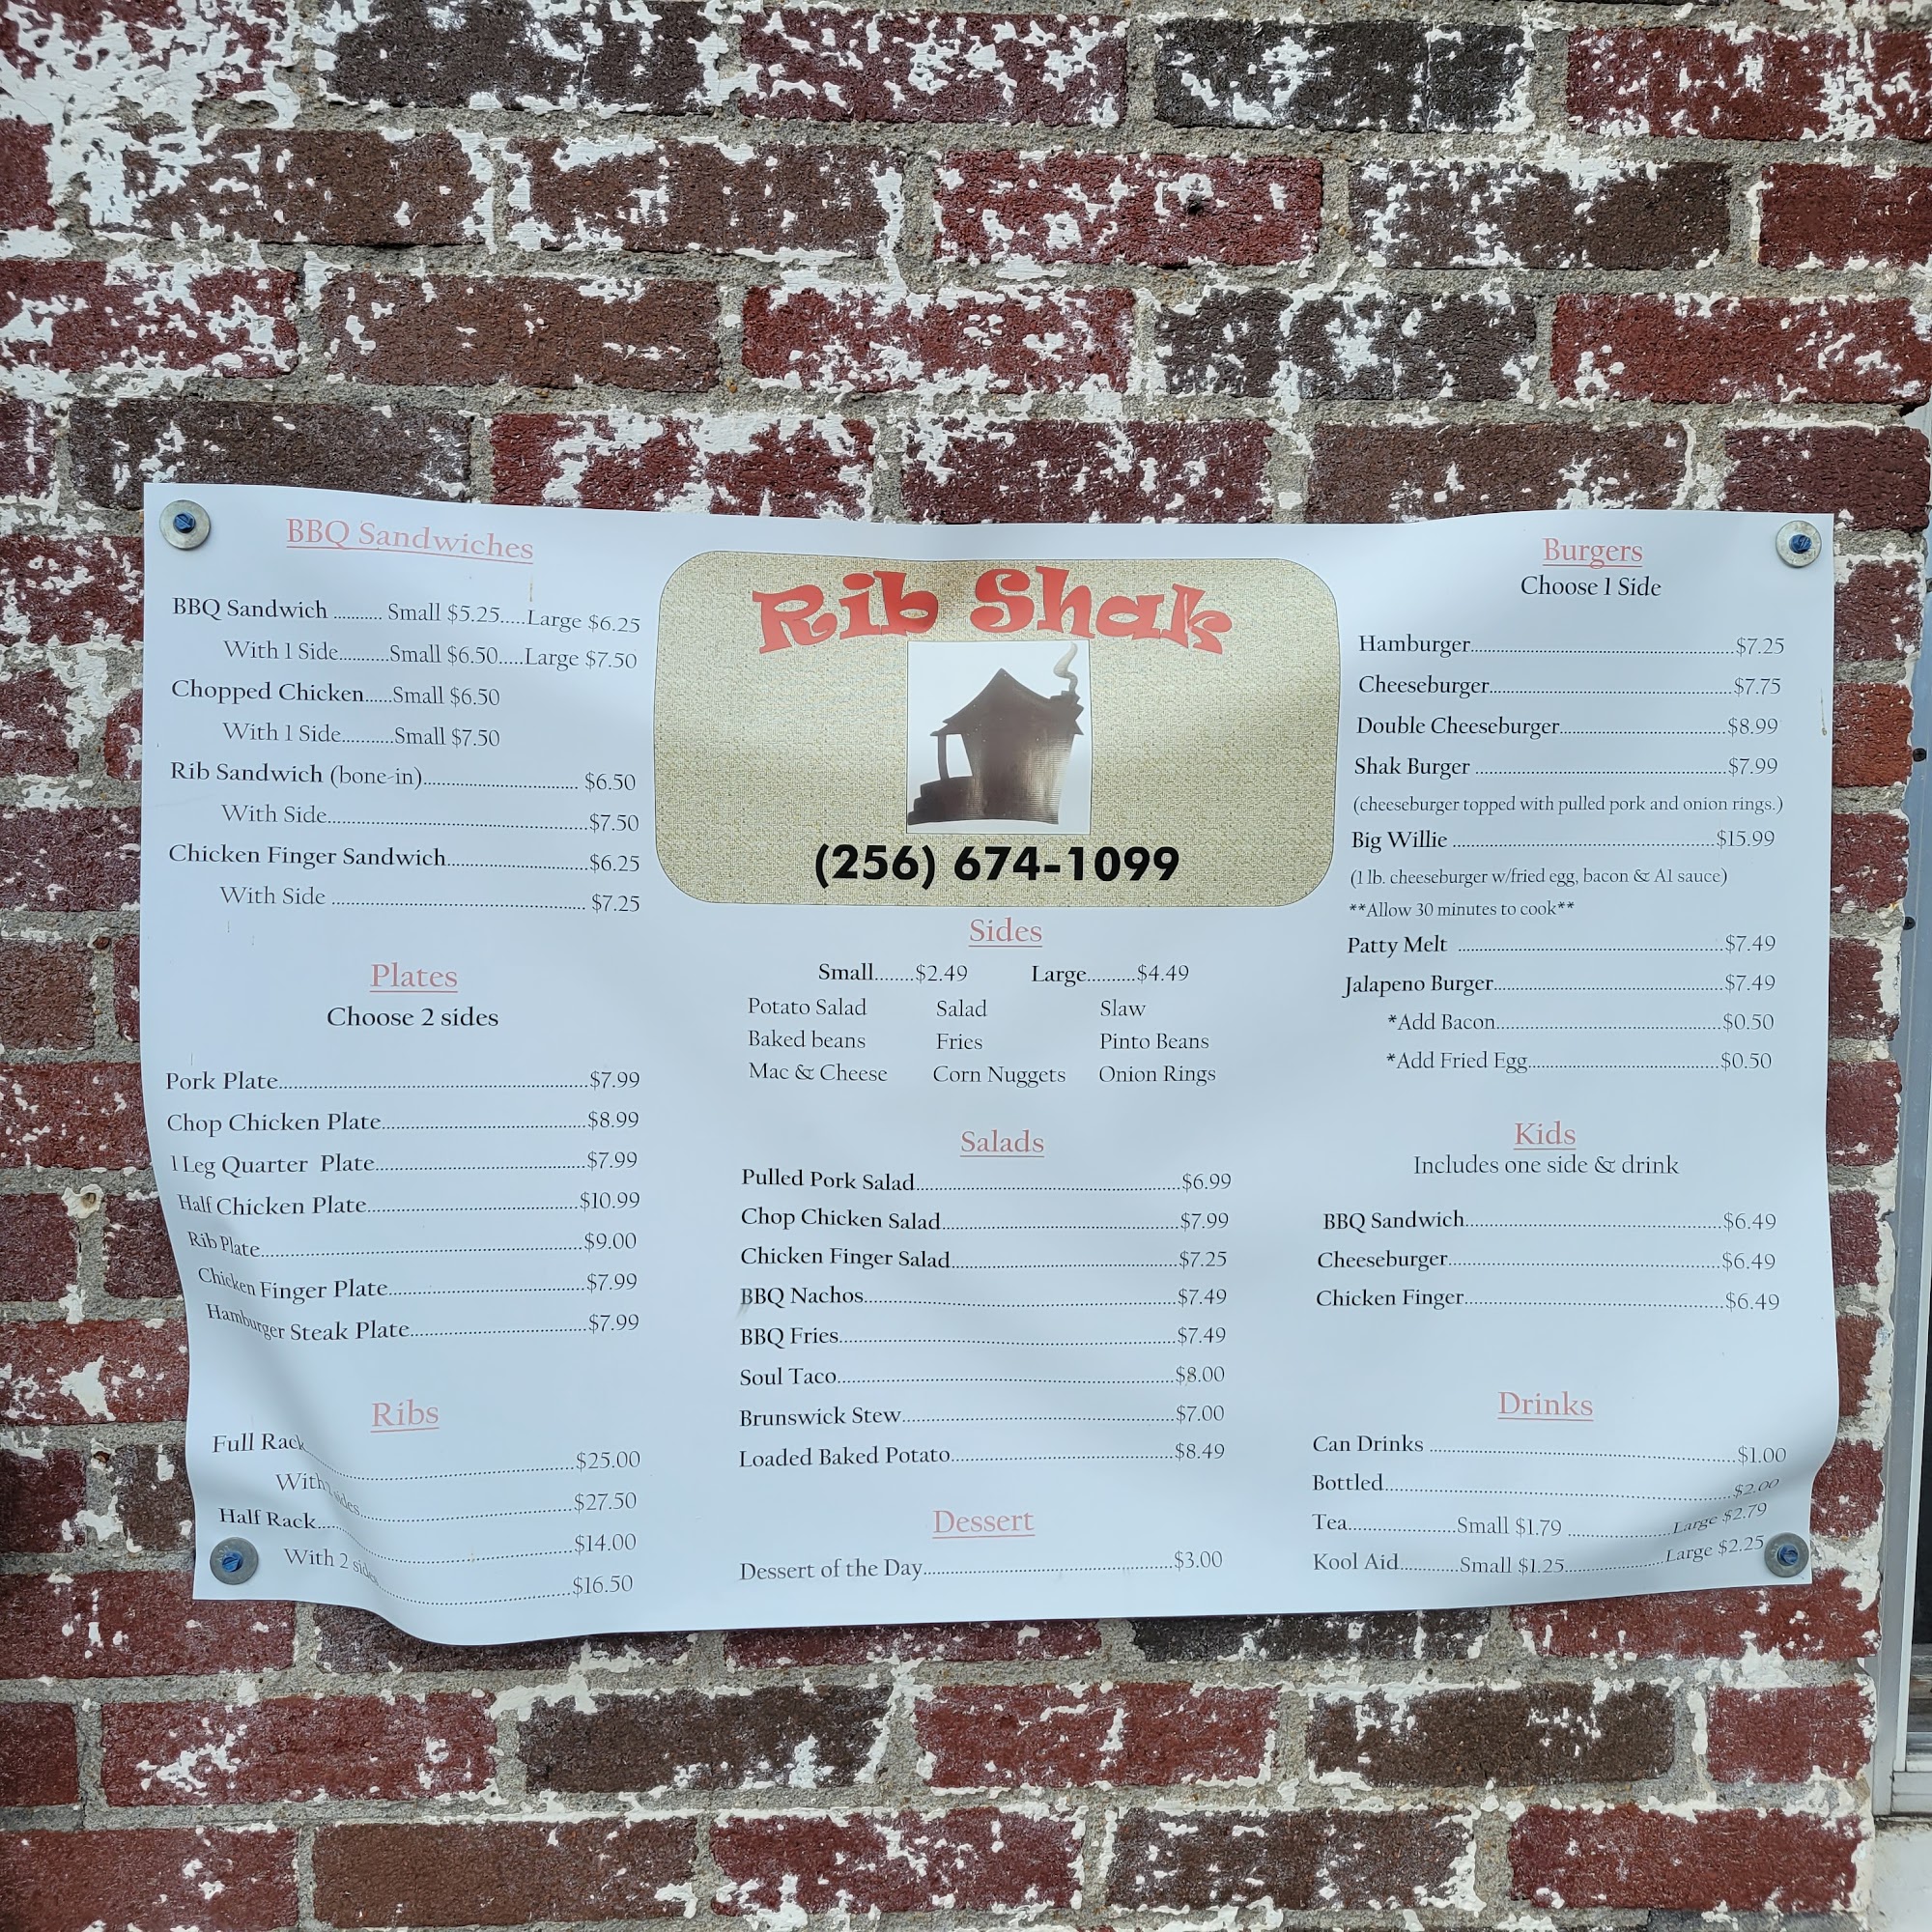 BBQ Sandwiches
BBQ Sandwich .......... Small $5.25.....Large $6.25
With 1 Side..........Small $6.50.....Large $7.50
Chopped Chicken......Small $6.50
With 1 Side..........Small $7.50
Rib Sandwich (bone-in)................................ $6.50
With Side.....................................................$7.50
Chicken Finger Sandwich.............................$6.25
With Side ..................................................... $7.25
Plates
Choose 2 sides
Pork Plate.................................................................$7.99
Chop Chicken Plate...........................................$8.99
1 Leg Quarter Plate............................................$7.99
Half Chicken Plate.............................................$10.99
Rib Plate....................................................................$9.00
Chicken Finger Plate.........................................$7.99
Hamburger Steak Plate.....................................$7.99
Ribs
Full Rack........................................................$25.00
With 2 sides.............................................$27.50
Half Rack......................................................$14.00
With 2 sides.............................................$16.50
Rib Shak
(256) 674-1099
Sides
Small........$2.49 Large..........$4.49
Potato Salad Salad Slaw
Baked beans Fries Pinto Beans
Mac & Cheese Corn Nuggets Onion Rings
Salads
Pulled Pork Salad.......................................................$6.99
Chop Chicken Salad.................................................$7.99
Chicken Finger Salad...............................................$7.25
BBQ Nachos.................................................................$7.49
BBQ Fries......................................................................$7.49
Soul Taco......................................................................$8.00
Brunswick Stew.........................................................$7.00
Loaded Baked Potato..............................................$8.49
Dessert
Dessert of the Day....................................................$3.00
Burgers
Choose 1 Side
Hamburger.......................................................$7.25
Cheeseburger..................................................$7.75
Double Cheeseburger...................................$8.99
Shak Burger .....................................................$7.99
(cheeseburger topped with pulled pork and onion rings.)
Big Willie .......................................................$15.99
(1 lb. cheeseburger w/fried egg, bacon & A1 sauce)
**Allow 30 minutes to cook**
Patty Melt ........................................................$7.49
Jalapeno Burger................................................$7.49
*Add Bacon...............................................$0.50
*Add Fried Egg........................................$0.50
Kids
Includes one side & drink
BBQ Sandwich.....................................................$6.49
Cheeseburger........................................................$6.49
Chicken Finger.....................................................$6.49
Drinks
Can Drinks ..............................................................$1.00
Bottled.......................................................................$2.00
Tea......................Small $1.79 ......................Large $2.79
Kool Aid............Small $1.25.....................Large $2.25